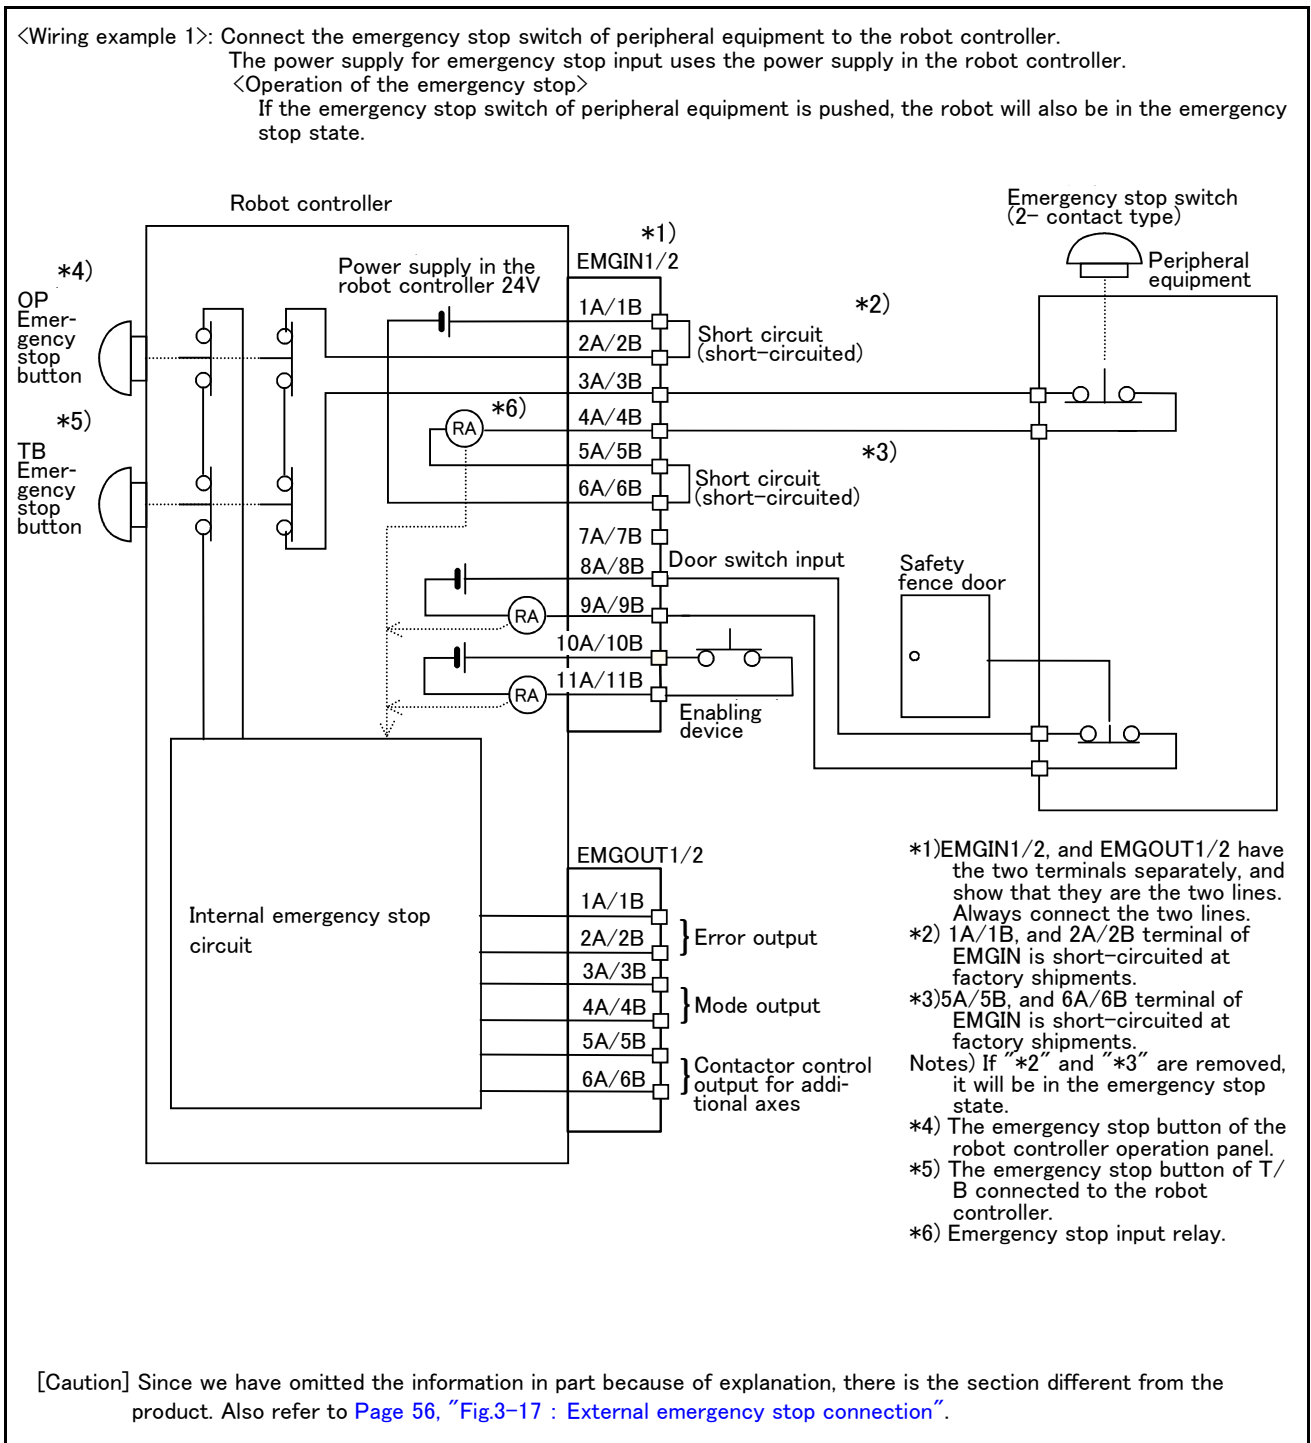 <Wiring example 1>: Connect the emergency stop switch of peripheral equipment to the robot controller.
The power supply for emergency stop input uses the power supply in the robot controller.
<Operation of the emergency stop>
If the emergency stop switch of peripheral equipment is pushed, the robot will also be in the emergency
stop state.
Robot controller
Emergency stop switch
(2- contact type)
*1)
EMGIN1/2
Peripheral
equipment
*4)
Power supply in the
robot controller 24V
OP
Emer-
gency
stop
button
1A/1B
*2)
Short circuit
(short-circuited)
2A/2B
3A/3B
*5)
*6)
RA
4A/4B
TB
Emer-
gency
stop
button
5A/5B
*3)
Short circuit
(short-circuited)
6A/6B
7A/7B
Door switch input
8A/8B
Safety
fence door
9A/9B
RA
10A/10B
11A/11B
RA
Enabling
device
EMGOUT1/2
Internal emergency stop
circuit
1A/1B
2A/2B
Error output
3A/3B
4A/4B
Mode output
5A/5B
6A/6B
Contactor control
output for addi-
tional axes
*1)EMGIN1/2, and EMGOUT1/2 have
the two terminals separately, and
show that they are the two lines.
Always connect the two lines.
*2) 1A/1B, and 2A/2B terminal of
EMGIN is short-circuited at
factory shipments.
*3)5A/5B, and 6A/6B terminal of
EMGIN is short-circuited at
factory shipments.
Notes) If "*2" and "*3" are removed,
it will be in the emergency stop
state.
*4) The emergency stop button of the
robot controller operation panel.
*5) The emergency stop button of T/
B connected to the robot
controller.
*6) Emergency stop input relay.
[Caution] Since we have omitted the information in part because of explanation, there is the section different from the
product. Also refer to Page 56, "Fig.3-17 : External emergency stop connection".